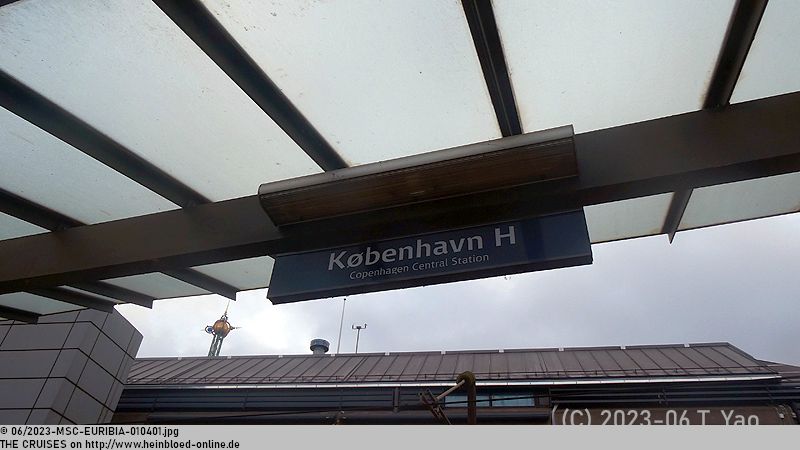 København H
Copenhagen Central Station
(C) 2023-06 T. Yao
© 06/2023-MSC-EURIBIA-010401.jpg
THE CRUISES on http://www.heinbloed-online.de